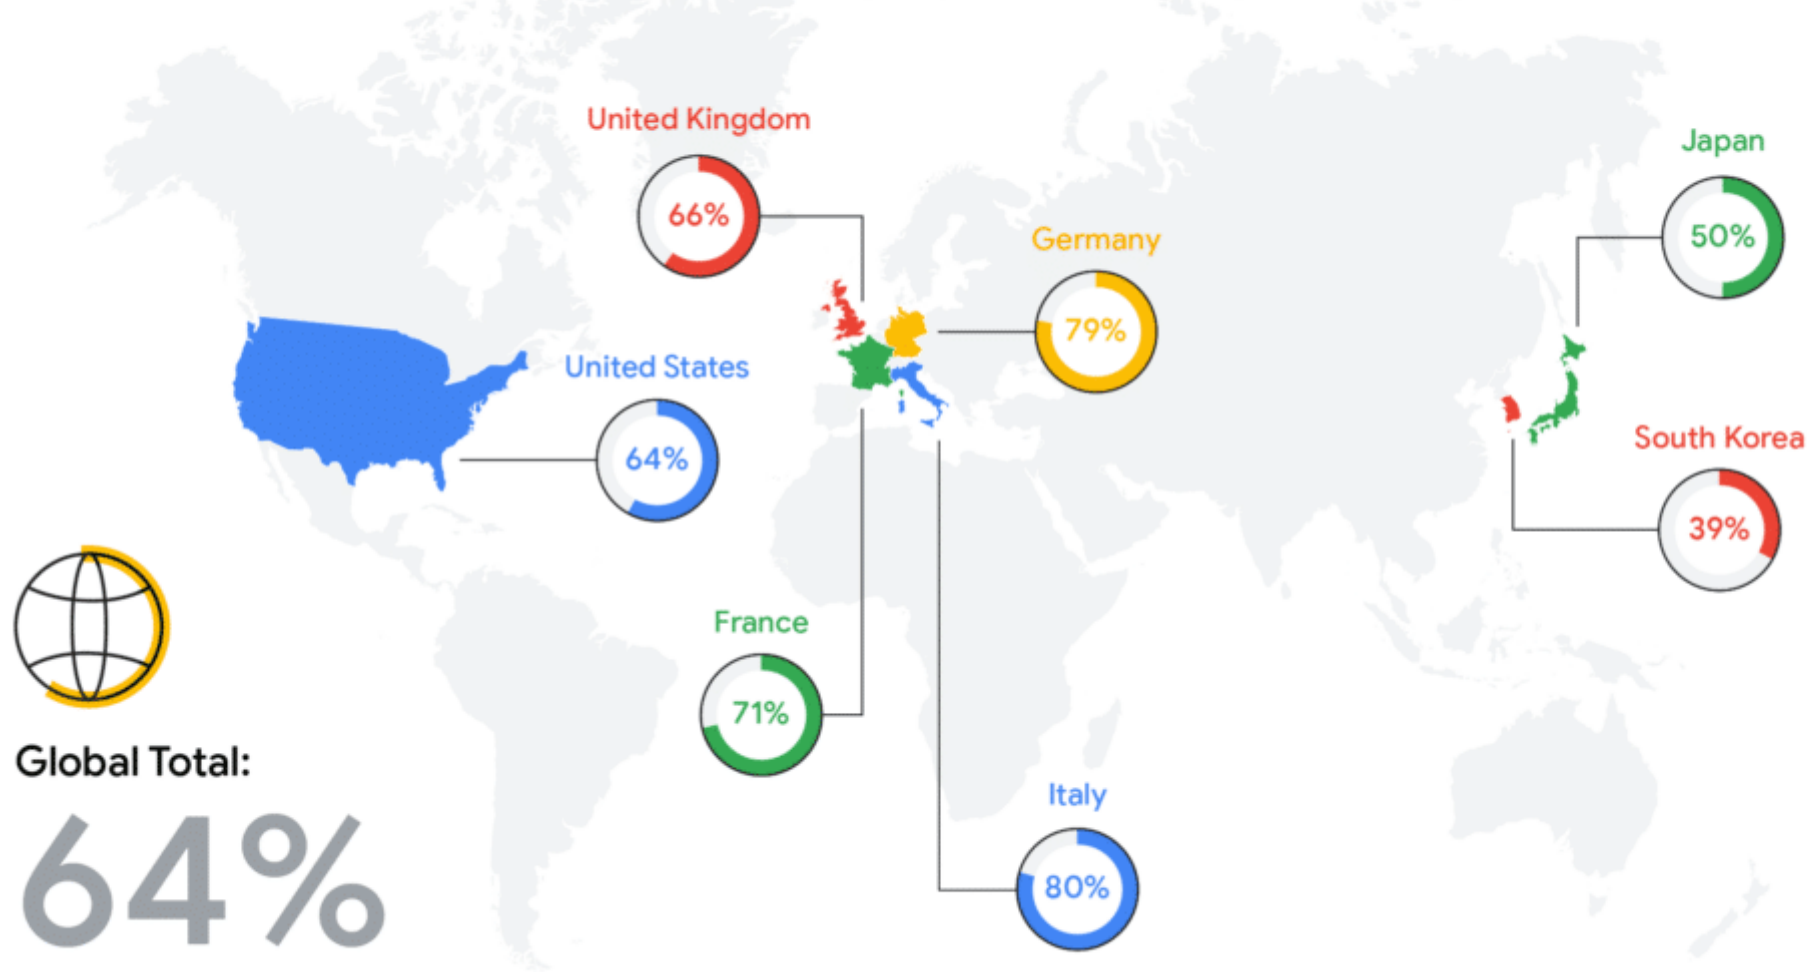 United Kingdom
66%
Japan
50%
Germany
79%
United States
64%
South Korea
39%
France
71%
Italy
80%
Global Total:
64%